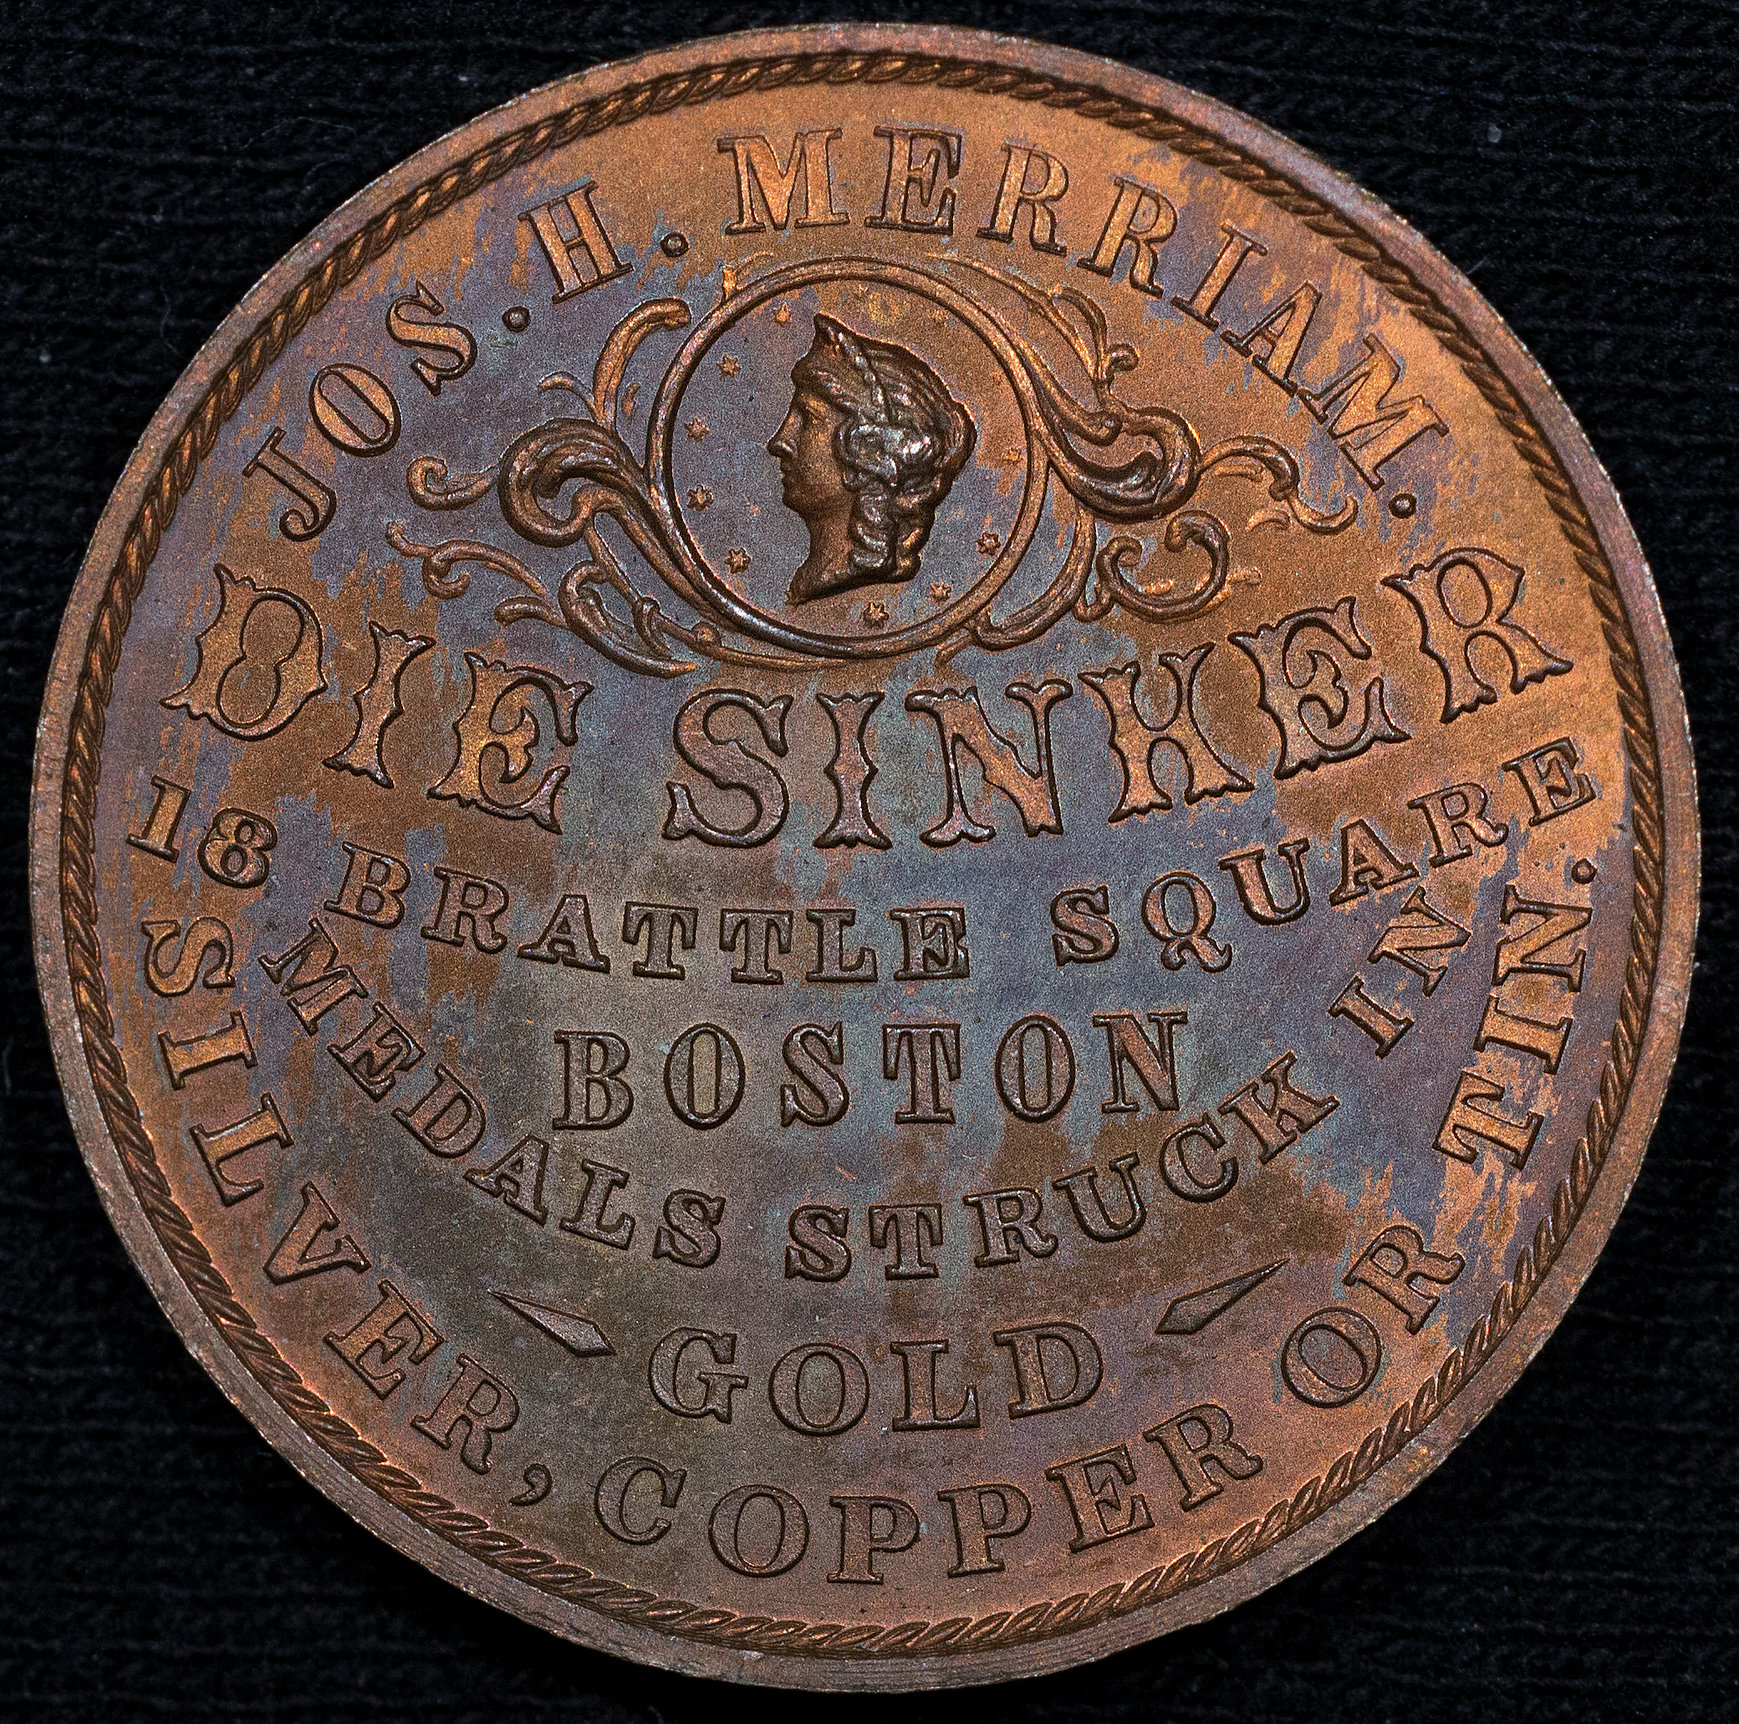 JOS. H. MERRIAM.
DIE SINKER
18 BRATTLE SQUARE
BOSTON
MEDALS STRUCK IN
GOLD
SILVER, COPPER OR TIN.